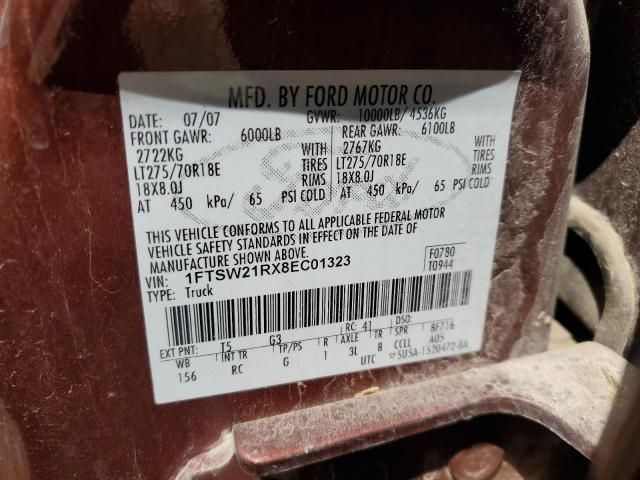 MFD. BY FORD MOTOR CO.
DATE: 07/07 GVWR: 10000LB/ 4536KG
FRONT GAWR: 6000LB REAR GAWR: 6100LB
2722KG WITH 2767KG WITH
LT275/70R18E TIRES LT275/70R18E TIRES
18X8.0J RIMS 18X8.0J RIMS
AT 450 kPa/ 65 PSI COLD AT 450 kPa/ 65 PSI COLD
THIS VEHICLE CONFORMS TO ALL APPLICABLE FEDERAL MOTOR
VEHICLE SAFETY STANDARDS IN EFFECT ON THE DATE OF
MANUFACTURE SHOWN ABOVE.
VIN: 1FTSW21RX8EC01323 F0780
TYPE: Truck T0944
EXT PNT: T5 G3 RC: 41 DSO:
WB INT TR TP/PS R AXLE TR SPR 8F716
156 RC G 1 3L B CCLL A05
UTC 5U5A-1520472-BA
Ford